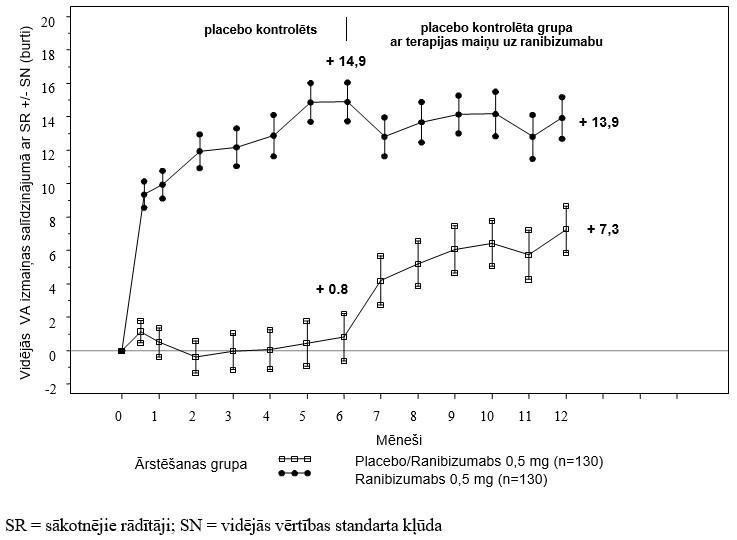 placebo kontrolēts
placebo kontrolēta grupa
ar terapijas maiņu uz ranibizumabu
Vidējās VA izmaiņas salīdzinājumā ar SR +/- SN (burti)
20
18
16
14
12
10
8
6
4
2
0
-2
+ 14,9
+ 13,9
+ 7,3
+ 0.8
0 1 2 3 4 5 6 7 8 9 10 11 12
Mēneši
Ārstēšanas grupa
Placebo/Ranibizumabs 0,5 mg (n=130)
Ranibizumabs 0,5 mg (n=130)
SR = sākotnējie rādītāji; SN = vidējās vērtības standarta kļūda